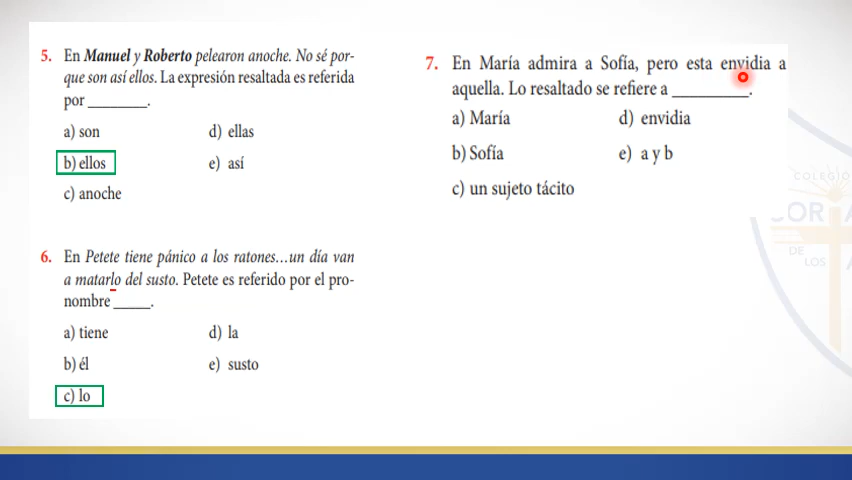 5. En Manuel y Roberto pelearon anoche. No sé por-
que son así ellos. La expresión resaltada es referida
por ________.
a) son
d) ellas
b) ellos
e) así
c) anoche
6. En Petete tiene pánico a los ratones...un día van
a matarlo del susto. Petete es referido por el pro-
nombre _____.
a) tiene
d) la
b) él
e) susto
c) lo
7. En María admira a Sofía, pero esta envidia a
aquella. Lo resaltado se refiere a _________.
a) María
d) envidia
b) Sofía
e) a y b
c) un sujeto tácito
COLEGIO
DE
LOS